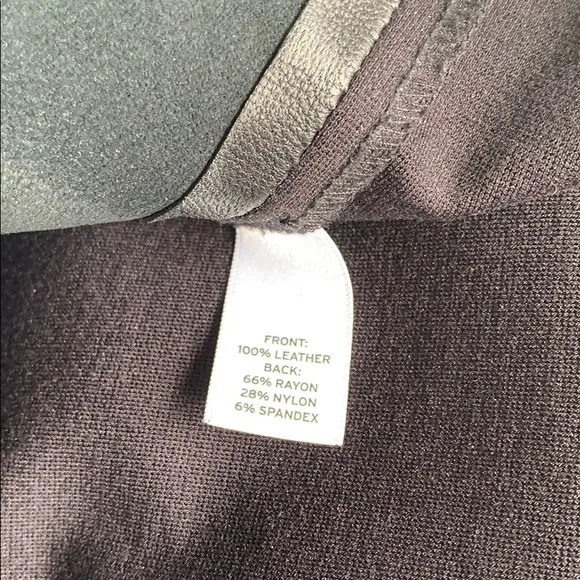 FRONT:
100% LEATHER
BACK:
66% RAYON
28% NYLON
6% SPANDEX